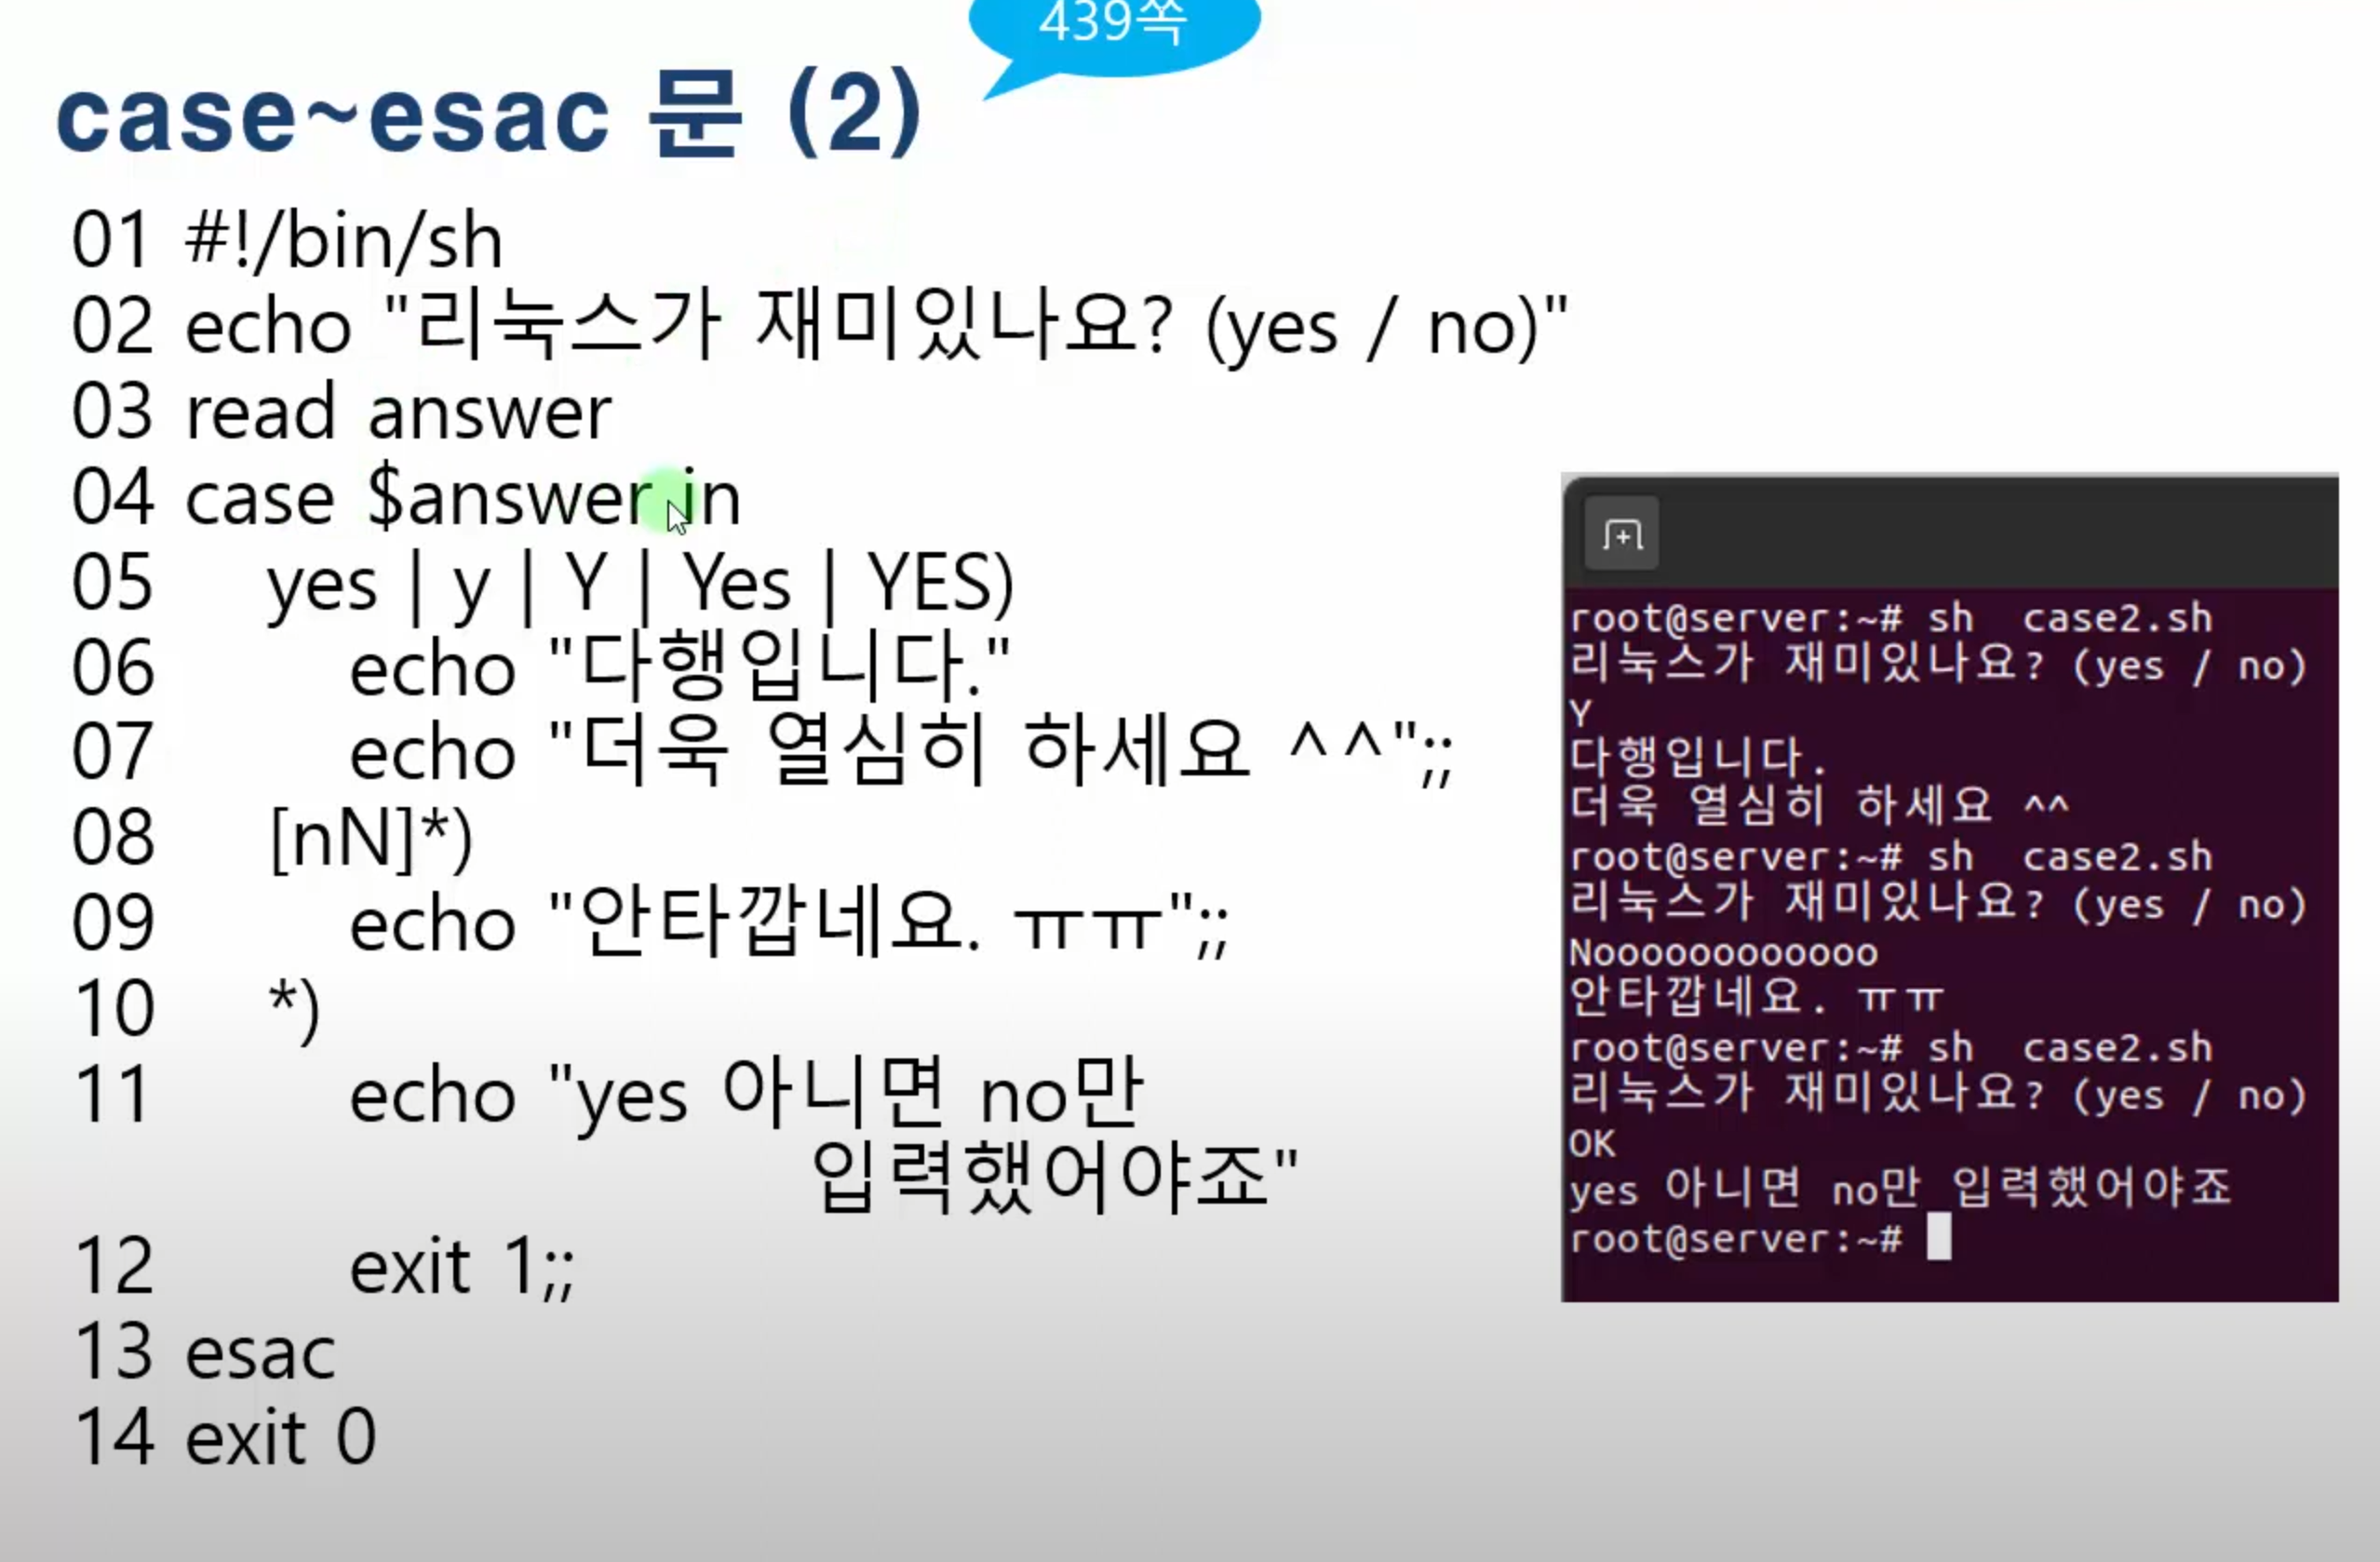 439쪽
case~esac 문 (2)
01 #!/bin/sh
02 echo "리눅스가 재미있나요? (yes / no)"
03 read answer
04 case $answer in
05 yes | y | Y | Yes | YES)
06 echo "다행입니다."
07 echo "더욱 열심히 하세요 ^^";;
08 [nN]*)
09 echo "안타깝네요. ㅠㅠ";;
10 *)
11 echo "yes 아니면 no만
입력했어야죠"
12 exit 1;;
13 esac
14 exit 0
root@server:~# sh  case2.sh
리눅스가 재미있나요? (yes / no)
Y
다행입니다.
더욱 열심히 하세요 ^^
root@server:~# sh  case2.sh
리눅스가 재미있나요? (yes / no)
Noooooooooooo
안타깝네요. ㅠㅠ
root@server:~# sh  case2.sh
리눅스가 재미있나요? (yes / no)
OK
yes 아니면 no만 입력했어야죠
root@server:~#